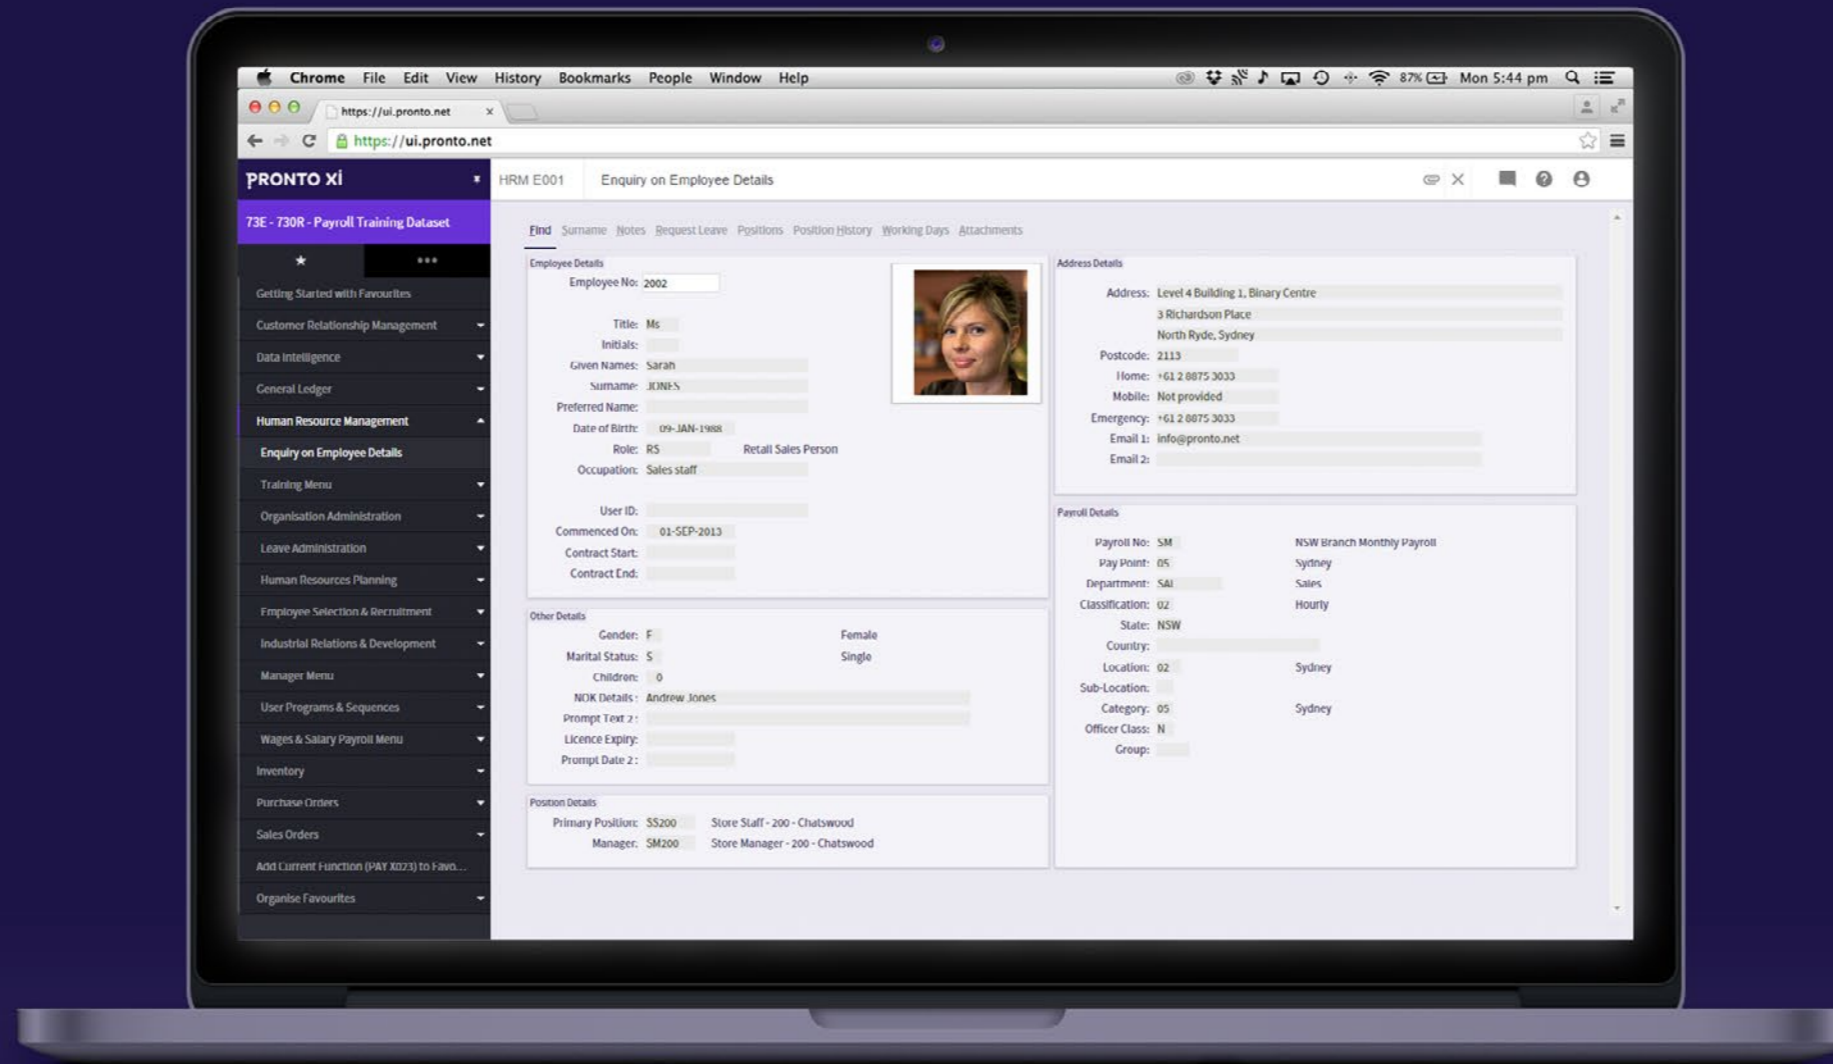 Chrome File Edit View History Bookmarks People Window Help 87% Mon 5:44 pm
https://ui.pronto.net x
https://ui.pronto.net
PRONTO Xi HRM E001 Enquiry on Employee Details
73E - 730R - Payroll Training Dataset
Getting Started with Favourites
Customer Relationship Management
Data Intelligence
General Ledger
Human Resource Management
Enquiry on Employee Details
Training Menu
Organisation Administration
Leave Administration
Human Resources Planning
Employee Selection & Recruitment
Industrial Relations & Development
Manager Menu
User Programs & Sequences
Wages & Salary Payroll Menu
Inventory
Purchase Orders
Sales Orders
Add Current Function (PAY X023) to Favo...
Organise Favourites
Find Surname Notes Request Leave Positions Position History Working Days Attachments
Employee Details
Employee No: 2002
Title: Ms
Initials:
Given Names: Sarah
Surname: JONES
Preferred Name:
Date of Birth: 09-JAN-1988
Role: RS Retail Sales Person
Occupation: Sales staff
User ID:
Commenced On: 01-SEP-2013
Contract Start:
Contract End:
Other Details
Gender: F Female
Marital Status: S Single
Children: 0
NOK Details : Andrew Jones
Prompt Text 2 :
Licence Expiry:
Prompt Date 2 :
Position Details
Primary Position: SS200 Store Staff - 200 - Chatswood
Manager: SM200 Store Manager - 200 - Chatswood
Address Details
Address: Level 4 Building 1, Binary Centre
3 Richardson Place
North Ryde, Sydney
Postcode: 2113
Home: +61 2 8875 3033
Mobile: Not provided
Emergency: +61 2 8875 3033
Email 1: info@pronto.net
Email 2:
Payroll Details
Payroll No: SM NSW Branch Monthly Payroll
Pay Point: 05 Sydney
Department: SAL Sales
Classification: 02 Hourly
State: NSW
Country:
Location: 02 Sydney
Sub-Location:
Category: 05 Sydney
Officer Class: N
Group: